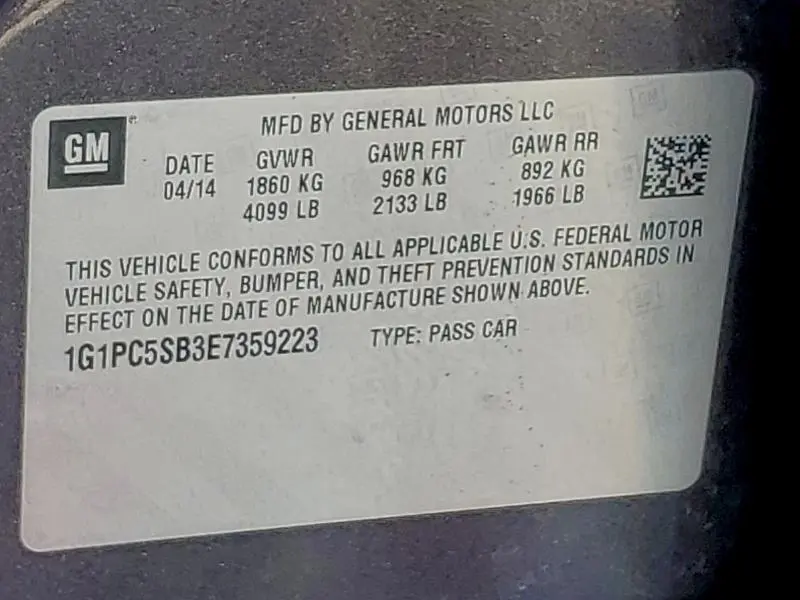 GM
MFD BY GENERAL MOTORS LLC
DATE GVWR GAWR FRT GAWR RR
04/14 1860 KG 968 KG 892 KG
4099 LB 2133 LB 1966 LB
THIS VEHICLE CONFORMS TO ALL APPLICABLE U.S. FEDERAL MOTOR
VEHICLE SAFETY, BUMPER, AND THEFT PREVENTION STANDARDS IN
EFFECT ON THE DATE OF MANUFACTURE SHOWN ABOVE.
1G1PC5SB3E7359223 TYPE: PASS CAR